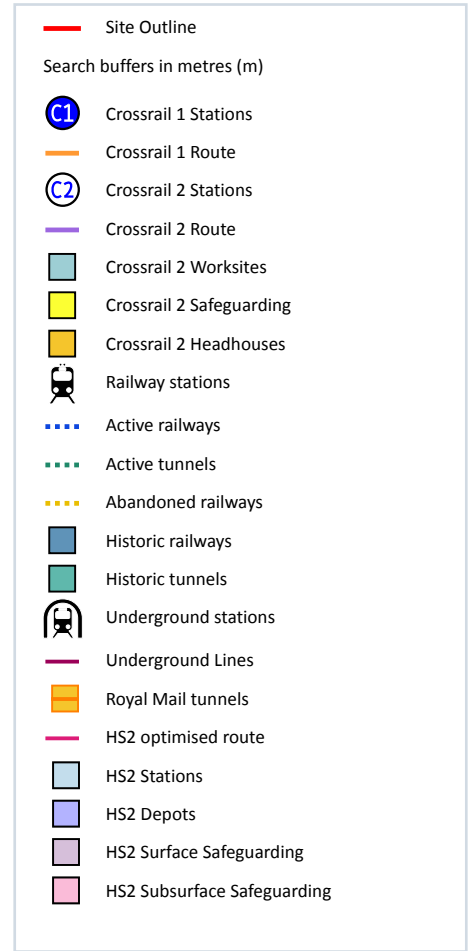 Site Outline
Search buffers in metres (m)
C1 Crossrail 1 Stations
Crossrail 1 Route
C2 Crossrail 2 Stations
Crossrail 2 Route
Crossrail 2 Worksites
Crossrail 2 Safeguarding
Crossrail 2 Headhouses
Railway stations
Active railways
Active tunnels
Abandoned railways
Historic railways
Historic tunnels
Underground stations
Underground Lines
Royal Mail tunnels
HS2 optimised route
HS2 Stations
HS2 Depots
HS2 Surface Safeguarding
HS2 Subsurface Safeguarding